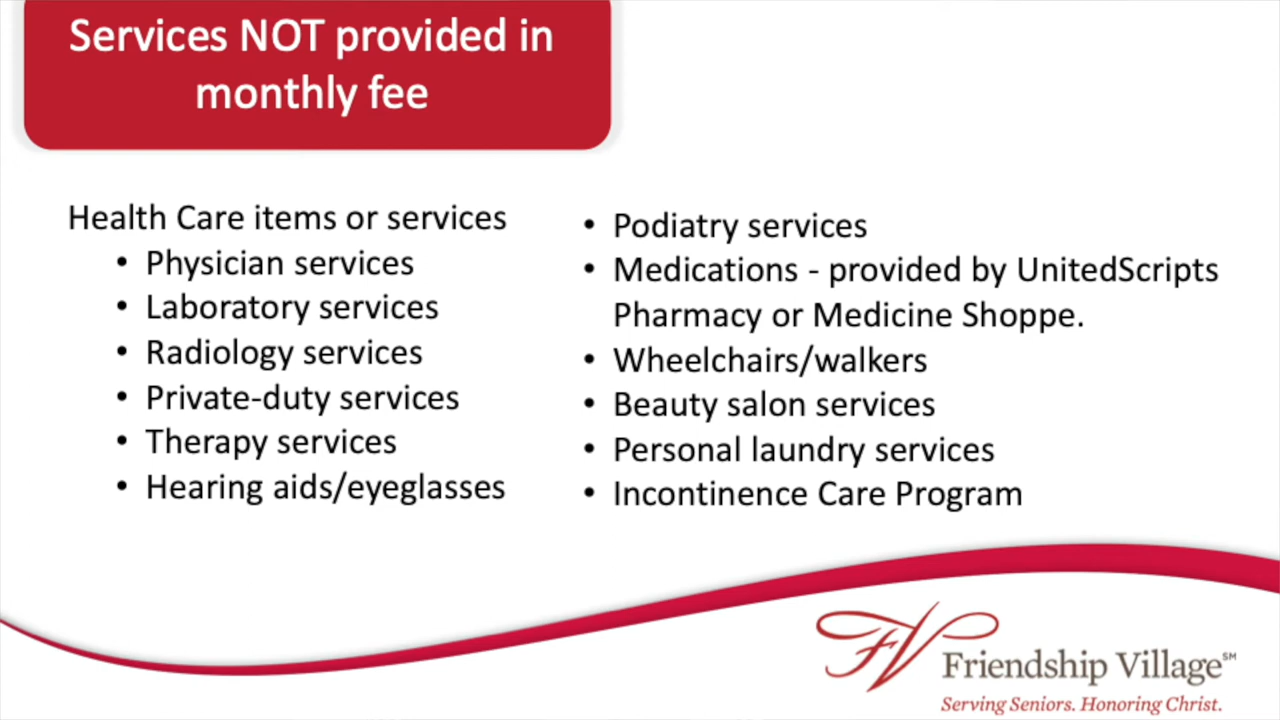 Services NOT provided in
monthly fee
Health Care items or services
• Physician services
• Laboratory services
• Radiology services
• Private-duty services
• Therapy services
• Hearing aids/eyeglasses
• Podiatry services
• Medications - provided by UnitedScripts
Pharmacy or Medicine Shoppe.
• Wheelchairs/walkers
• Beauty salon services
• Personal laundry services
• Incontinence Care Program
FV
Friendship Village℠
Serving Seniors. Honoring Christ.